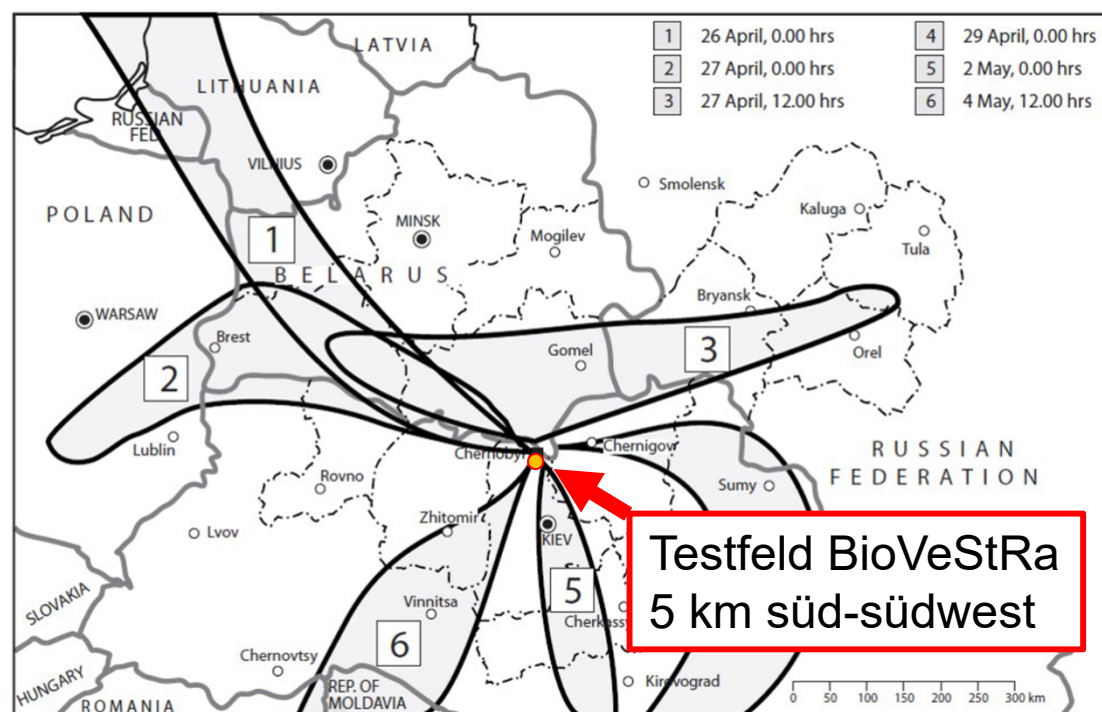 1 26 April, 0.00 hrs
2 27 April, 0.00 hrs
3 27 April, 12.00 hrs
4 29 April, 0.00 hrs
5 2 May, 0.00 hrs
6 4 May, 12.00 hrs
LATVIA
LITHUANIA
RUSSIAN
FED.
VILNIUS
Smolensk
POLAND
Kaluga
MINSK
1
Mogilev
Tula
BELARUS
Bryansk
WARSAW
Brest
Gomel
3
Orel
2
Lublin
Chernobyl
Chernigov
RUSSIAN
FEDERATION
Rovno
Sumy
Zhitomir
Lvov
KIEV
Testfeld BioVeStRa
5 km süd-südwest
5
SLOVAKIA
Vinnitsa
Cherkassy
6
Chernovtsy
HUNGARY
REP. OF
MOLDAVIA
Kirovograd
ROMANIA
0 50 100 150 200 250 300 km